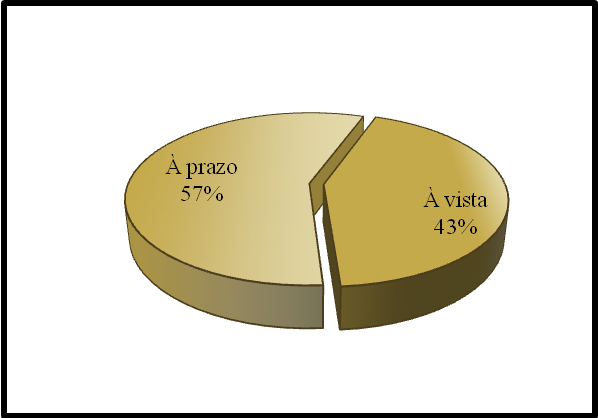 À prazo
57%
À vista
43%